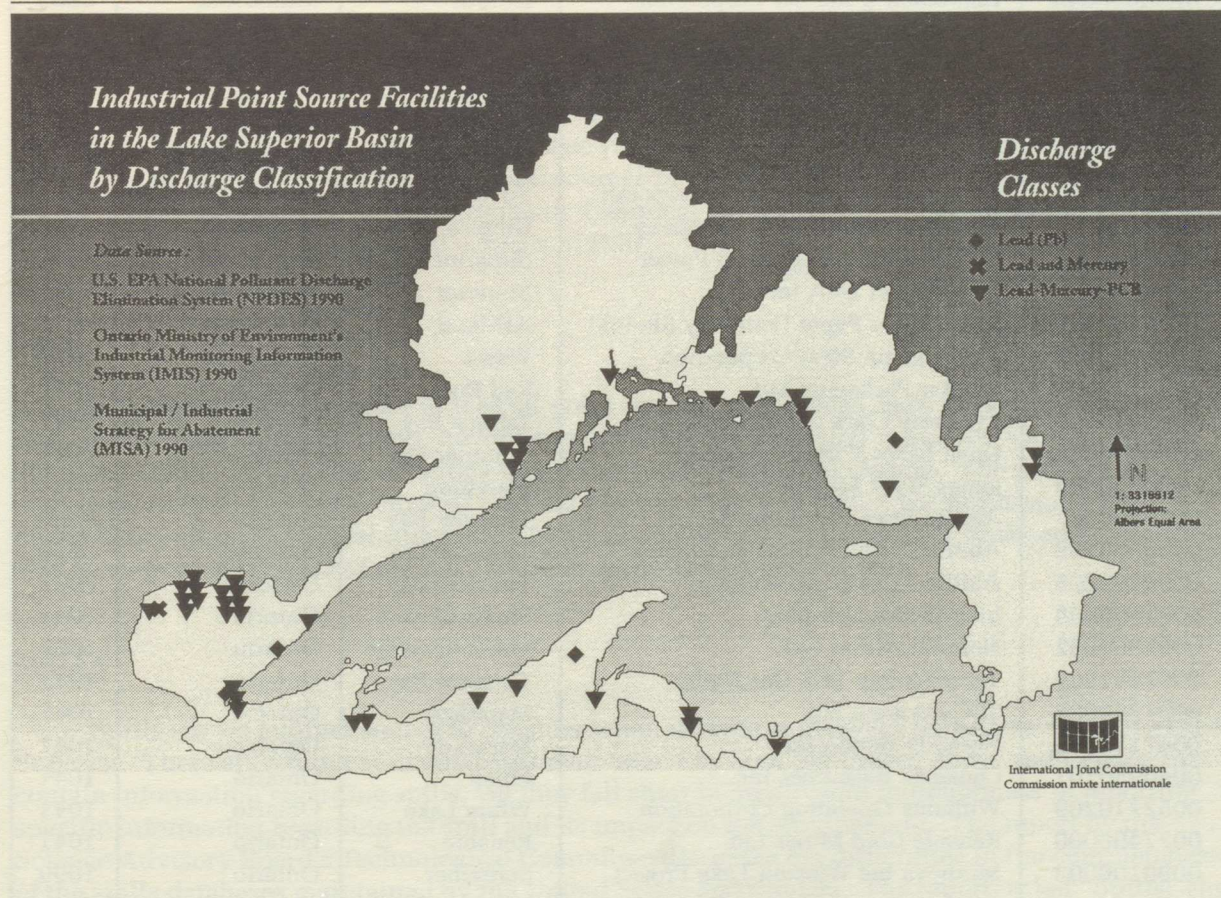 Industrial Point Source Facilities
in the Lake Superior Basin
by Discharge Classification
Discharge
Classes
Data Source :
U.S. EPA National Pollutant Discharge
Elimination System (NPDES) 1990
Ontario Ministry of Environment's
Industrial Monitoring Information
System (IMIS) 1990
Municipal / Industrial
Strategy for Abatement
(MISA) 1990
Lead (Pb)
Lead and Mercury
Lead-Mercury-PCB
N
1: 3318812
Projection:
Albers Equal Area
International Joint Commission
Commission mixte internationale